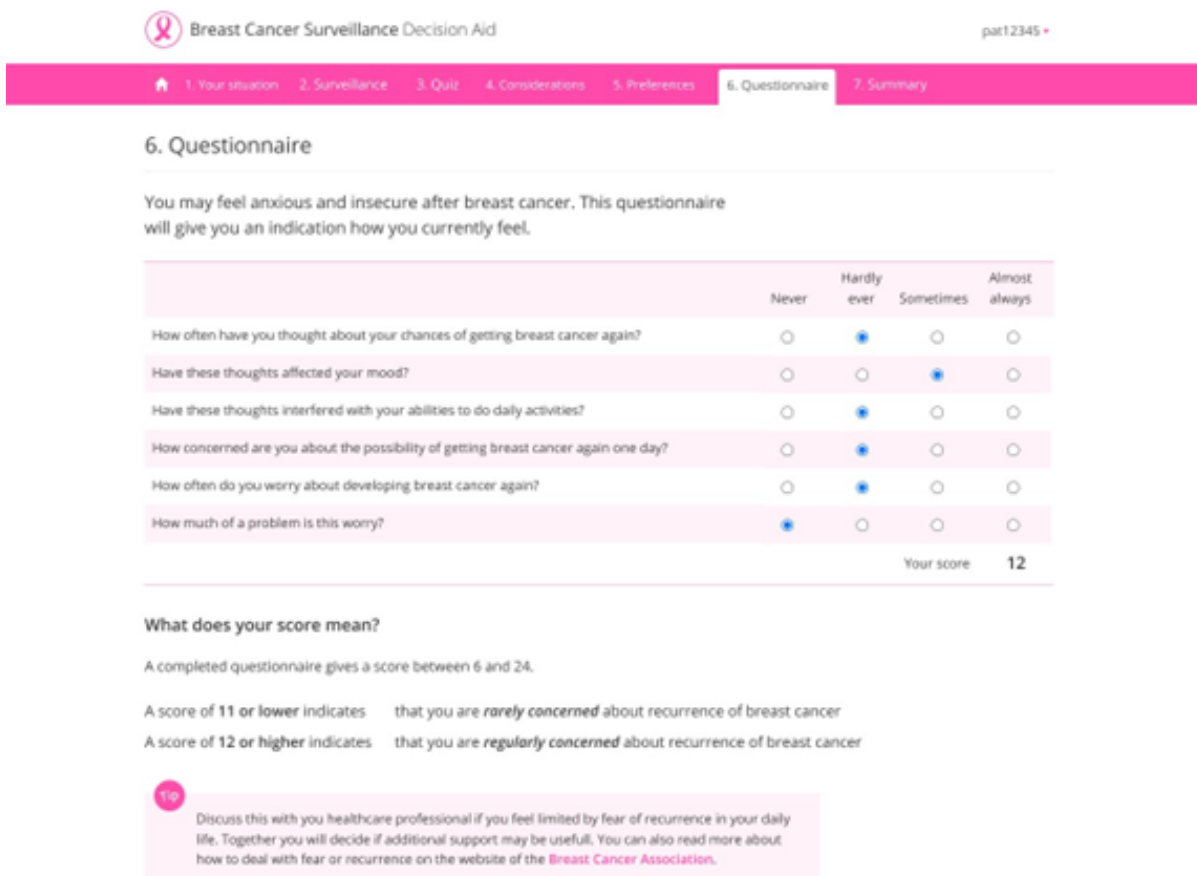 Breast Cancer Surveillance Decision Aid
pat12345
1. Your situation 2. Surveillance 3. Quiz 4. Considerations 5. Preferences 6. Questionnaire 7. Summary
6. Questionnaire
You may feel anxious and insecure after breast cancer. This questionnaire
will give you an indication how you currently feel.
Never Hardly ever Sometimes Almost always
How often have you thought about your chances of getting breast cancer again?
Have these thoughts affected your mood?
Have these thoughts interfered with your abilities to do daily activities?
How concerned are you about the possibility of getting breast cancer again one day?
How often do you worry about developing breast cancer again?
How much of a problem is this worry?
Your score 12
What does your score mean?
A completed questionnaire gives a score between 6 and 24.
A score of 11 or lower indicates that you are rarely concerned about recurrence of breast cancer
A score of 12 or higher indicates that you are regularly concerned about recurrence of breast cancer
Tip
Discuss this with you healthcare professional if you feel limited by fear of recurrence in your daily
life. Together you will decide if additional support may be usefull. You can also read more about
how to deal with fear or recurrence on the website of the Breast Cancer Association.